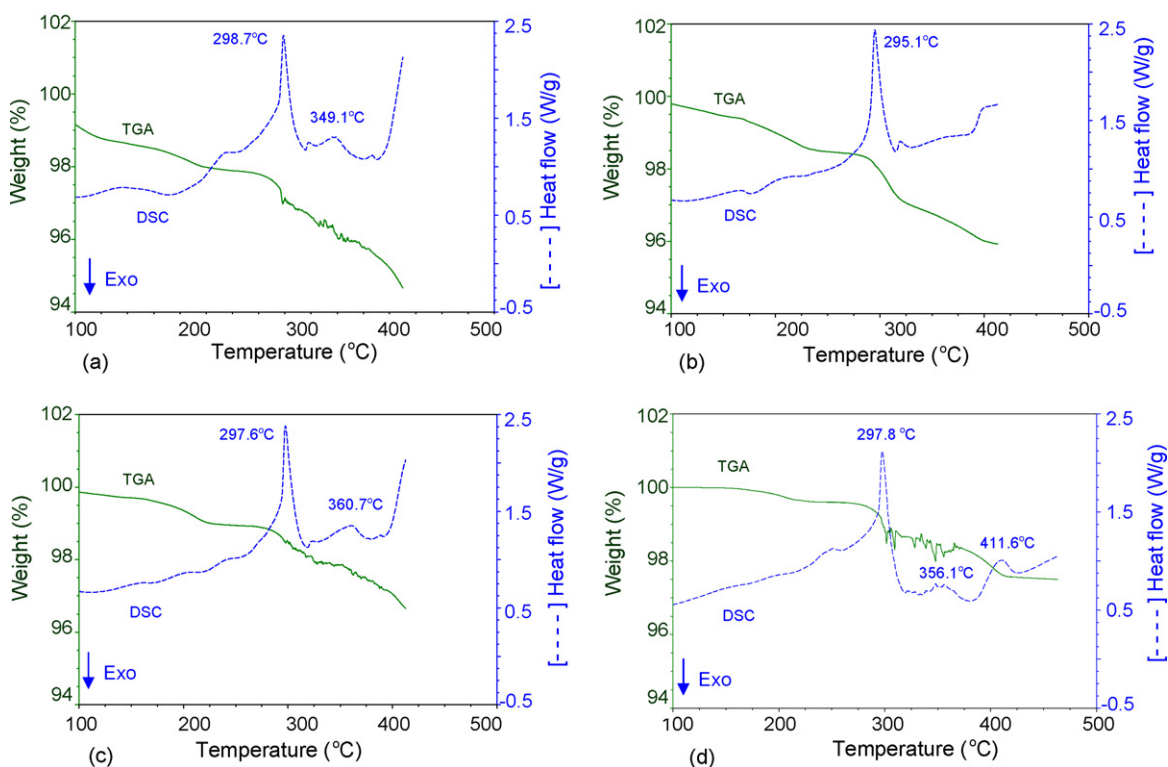 102
100
98
96
94
Weight (%)
TGA
298.7°C
349.1°C
DSC
Exo
2.5
1.5
0.5
-0.5
[----] Heat flow (W/g)
100
200
300
400
500
Temperature (°C)
(a)
102
100
98
96
94
Weight (%)
TGA
295.1°C
DSC
Exo
2.5
1.5
0.5
-0.5
[----] Heat flow (W/g)
100
200
300
400
500
Temperature (°C)
(b)
102
100
98
96
94
Weight (%)
TGA
297.6°C
360.7°C
DSC
Exo
2.5
1.5
0.5
-0.5
[----] Heat flow (W/g)
100
200
300
400
500
Temperature (°C)
(c)
102
100
98
96
94
Weight (%)
TGA
297.8 °C
411.6°C
356.1°C
DSC
Exo
2.5
1.5
0.5
-0.5
[----] Heat flow (W/g)
100
200
300
400
500
Temperature (°C)
(d)